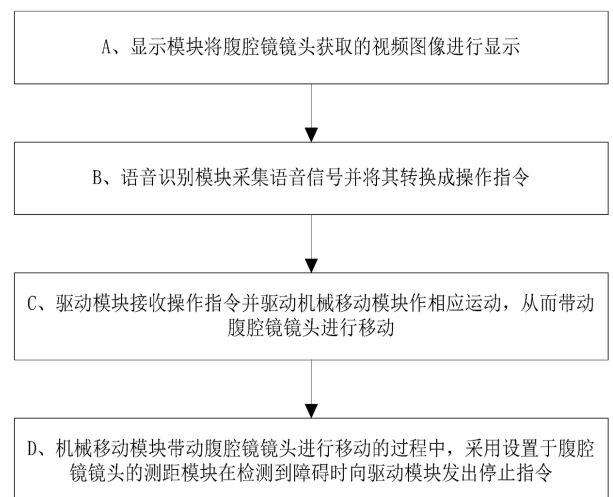 A、显示模块将腹腔镜镜头获取的视频图像进行显示
B、语音识别模块采集语音信号并将其转换成操作指令
C、驱动模块接收操作指令并驱动机械移动模块作相应运动，从而带动
腹腔镜镜头进行移动
D、机械移动模块带动腹腔镜镜头进行移动的过程中，采用设置于腹腔
镜镜头的测距模块在检测到障碍时向驱动模块发出停止指令